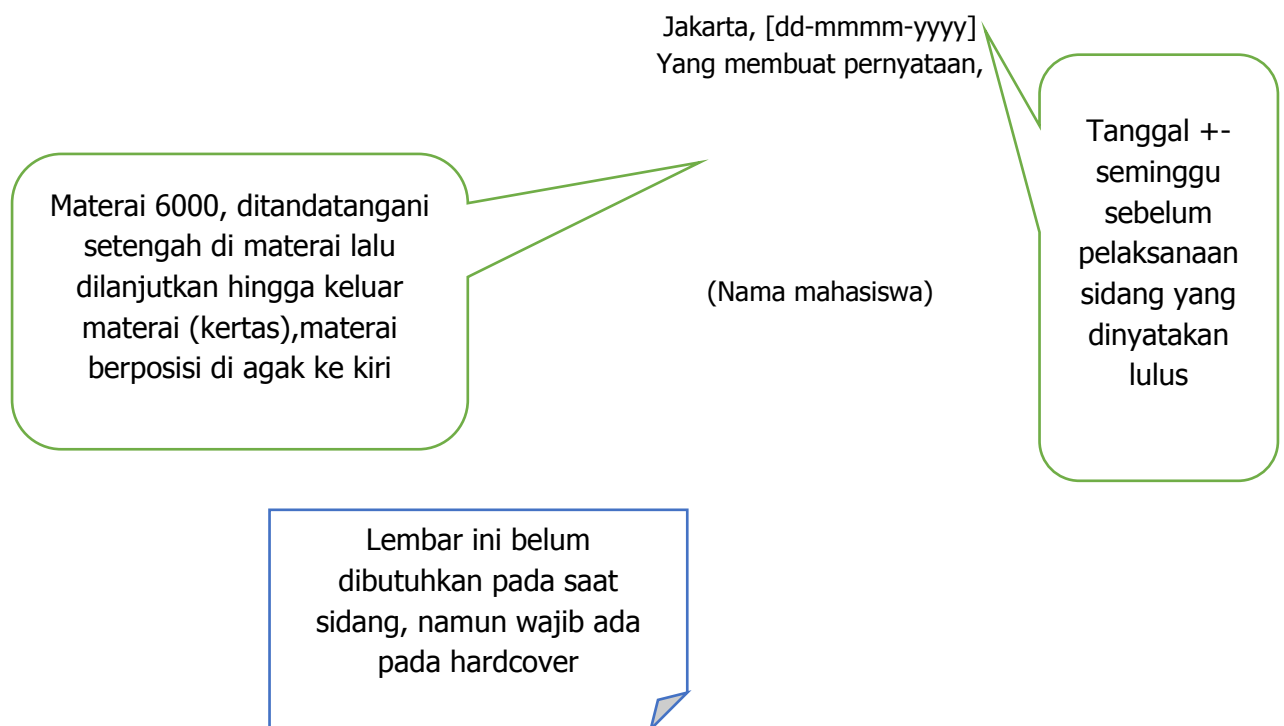 Jakarta, [dd-mmmm-yyyy]
Yang membuat pernyataan,
Tanggal +-
seminggu
sebelum
pelaksanaan
sidang yang
dinyatakan
lulus
Materai 6000, ditandatangani
setengah di materai lalu
dilanjutkan hingga keluar
materai (kertas),materai
berposisi di agak ke kiri
(Nama mahasiswa)
Lembar ini belum
dibutuhkan pada saat
sidang, namun wajib ada
pada hardcover